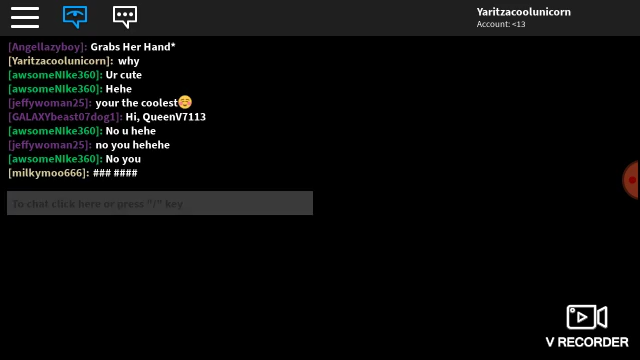 Yaritzacoolunicorn
Account: <13
[Angellazyboy]: Grabs Her Hand*
[Yaritzacoolunicorn]: why
[awsomeNIke360]: Ur cute
[awsomeNIke360]: Hehe
[jeffywoman25]: your the coolest☺️
[GALAXYbeast07dog1]: Hi, QueenV7113
[awsomeNIke360]: No u hehe
[jeffywoman25]: no you hehehe
[awsomeNIke360]: No you
[milkymoo666]: ### ####
To chat click here or press "/" key
V RECORDER